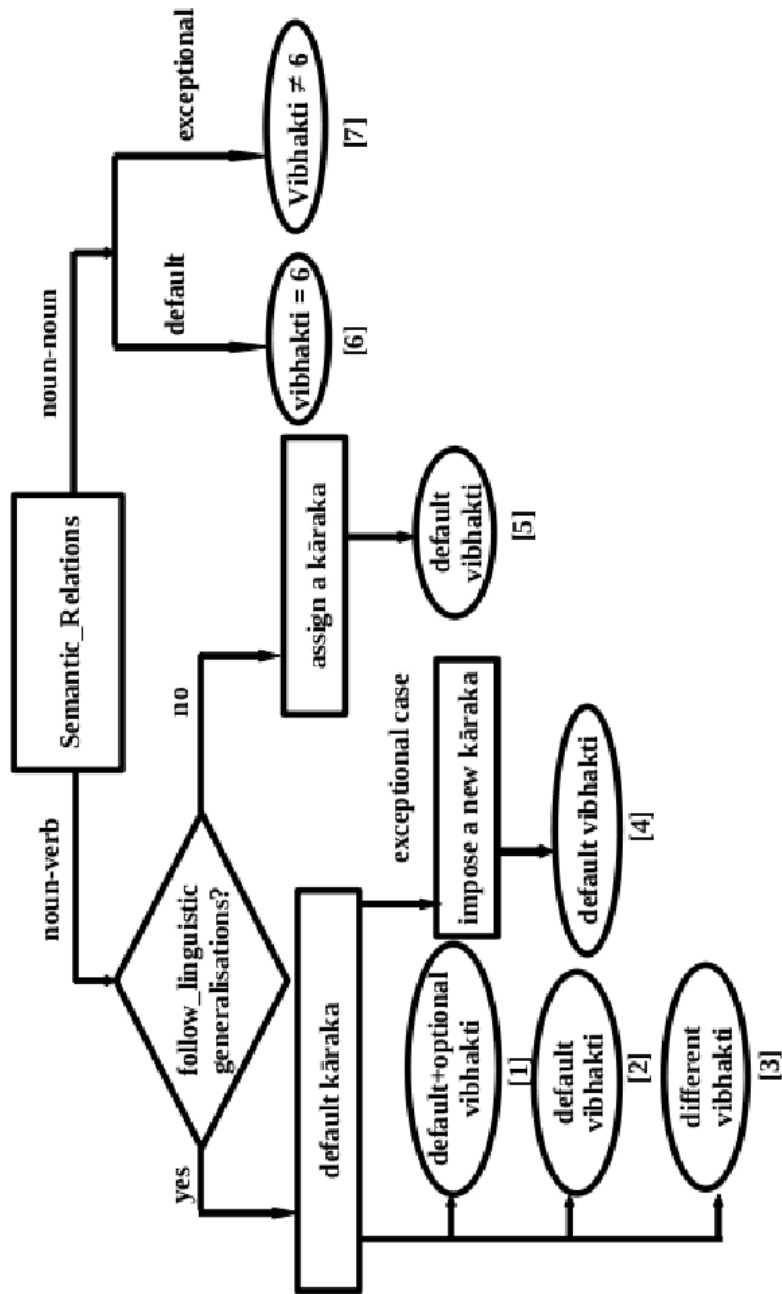 Semantic_Relations
noun-verb
noun-noun
follow_linguistic
generalisations?
yes
no
default
exceptional
default kāraka
assign a kāraka
vibhakti = 6
[6]
Vibhakti ≠ 6
[7]
exceptional case
default+optional
vibhakti
[1]
default
vibhakti
[2]
different
vibhakti
[3]
impose a new kāraka
default vibhakti
[4]
default
vibhakti
[5]